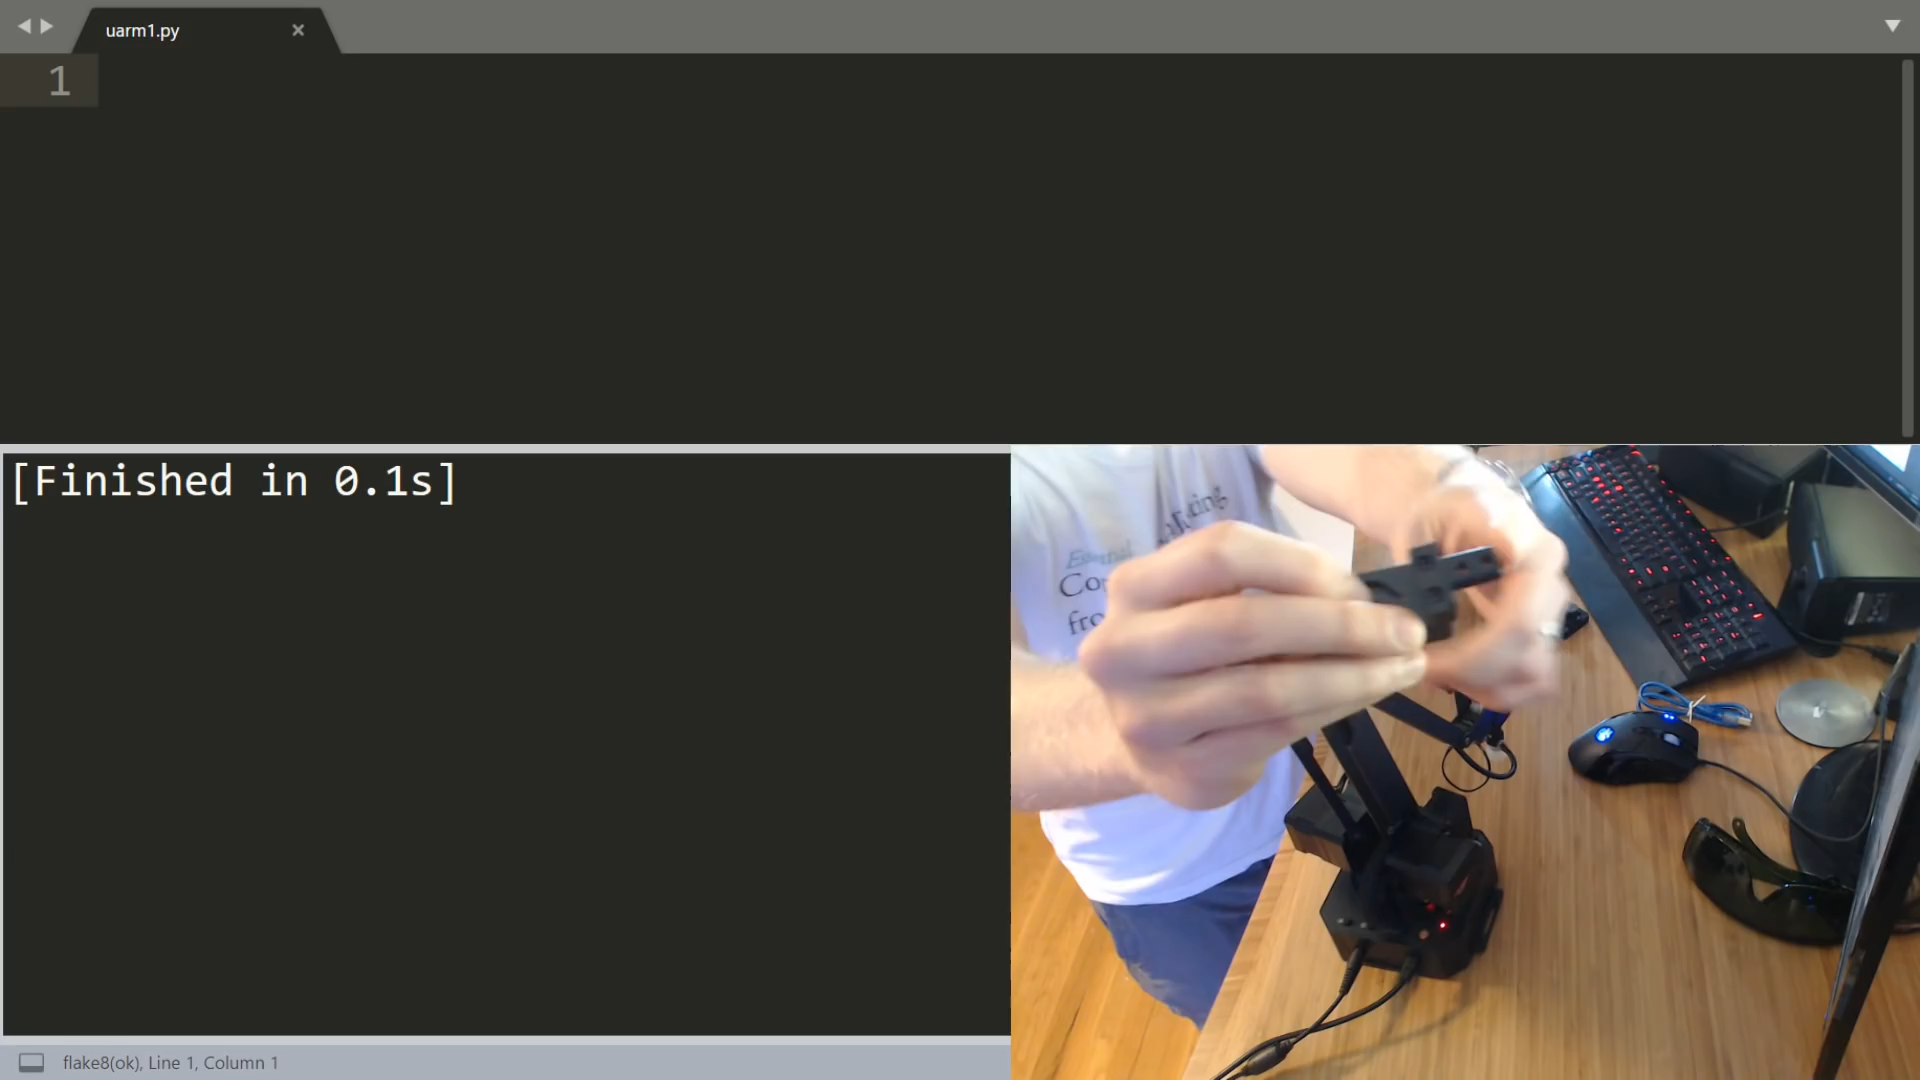 uarm1.py
1
[Finished in 0.1s]
flake8(ok), Line 1, Column 1